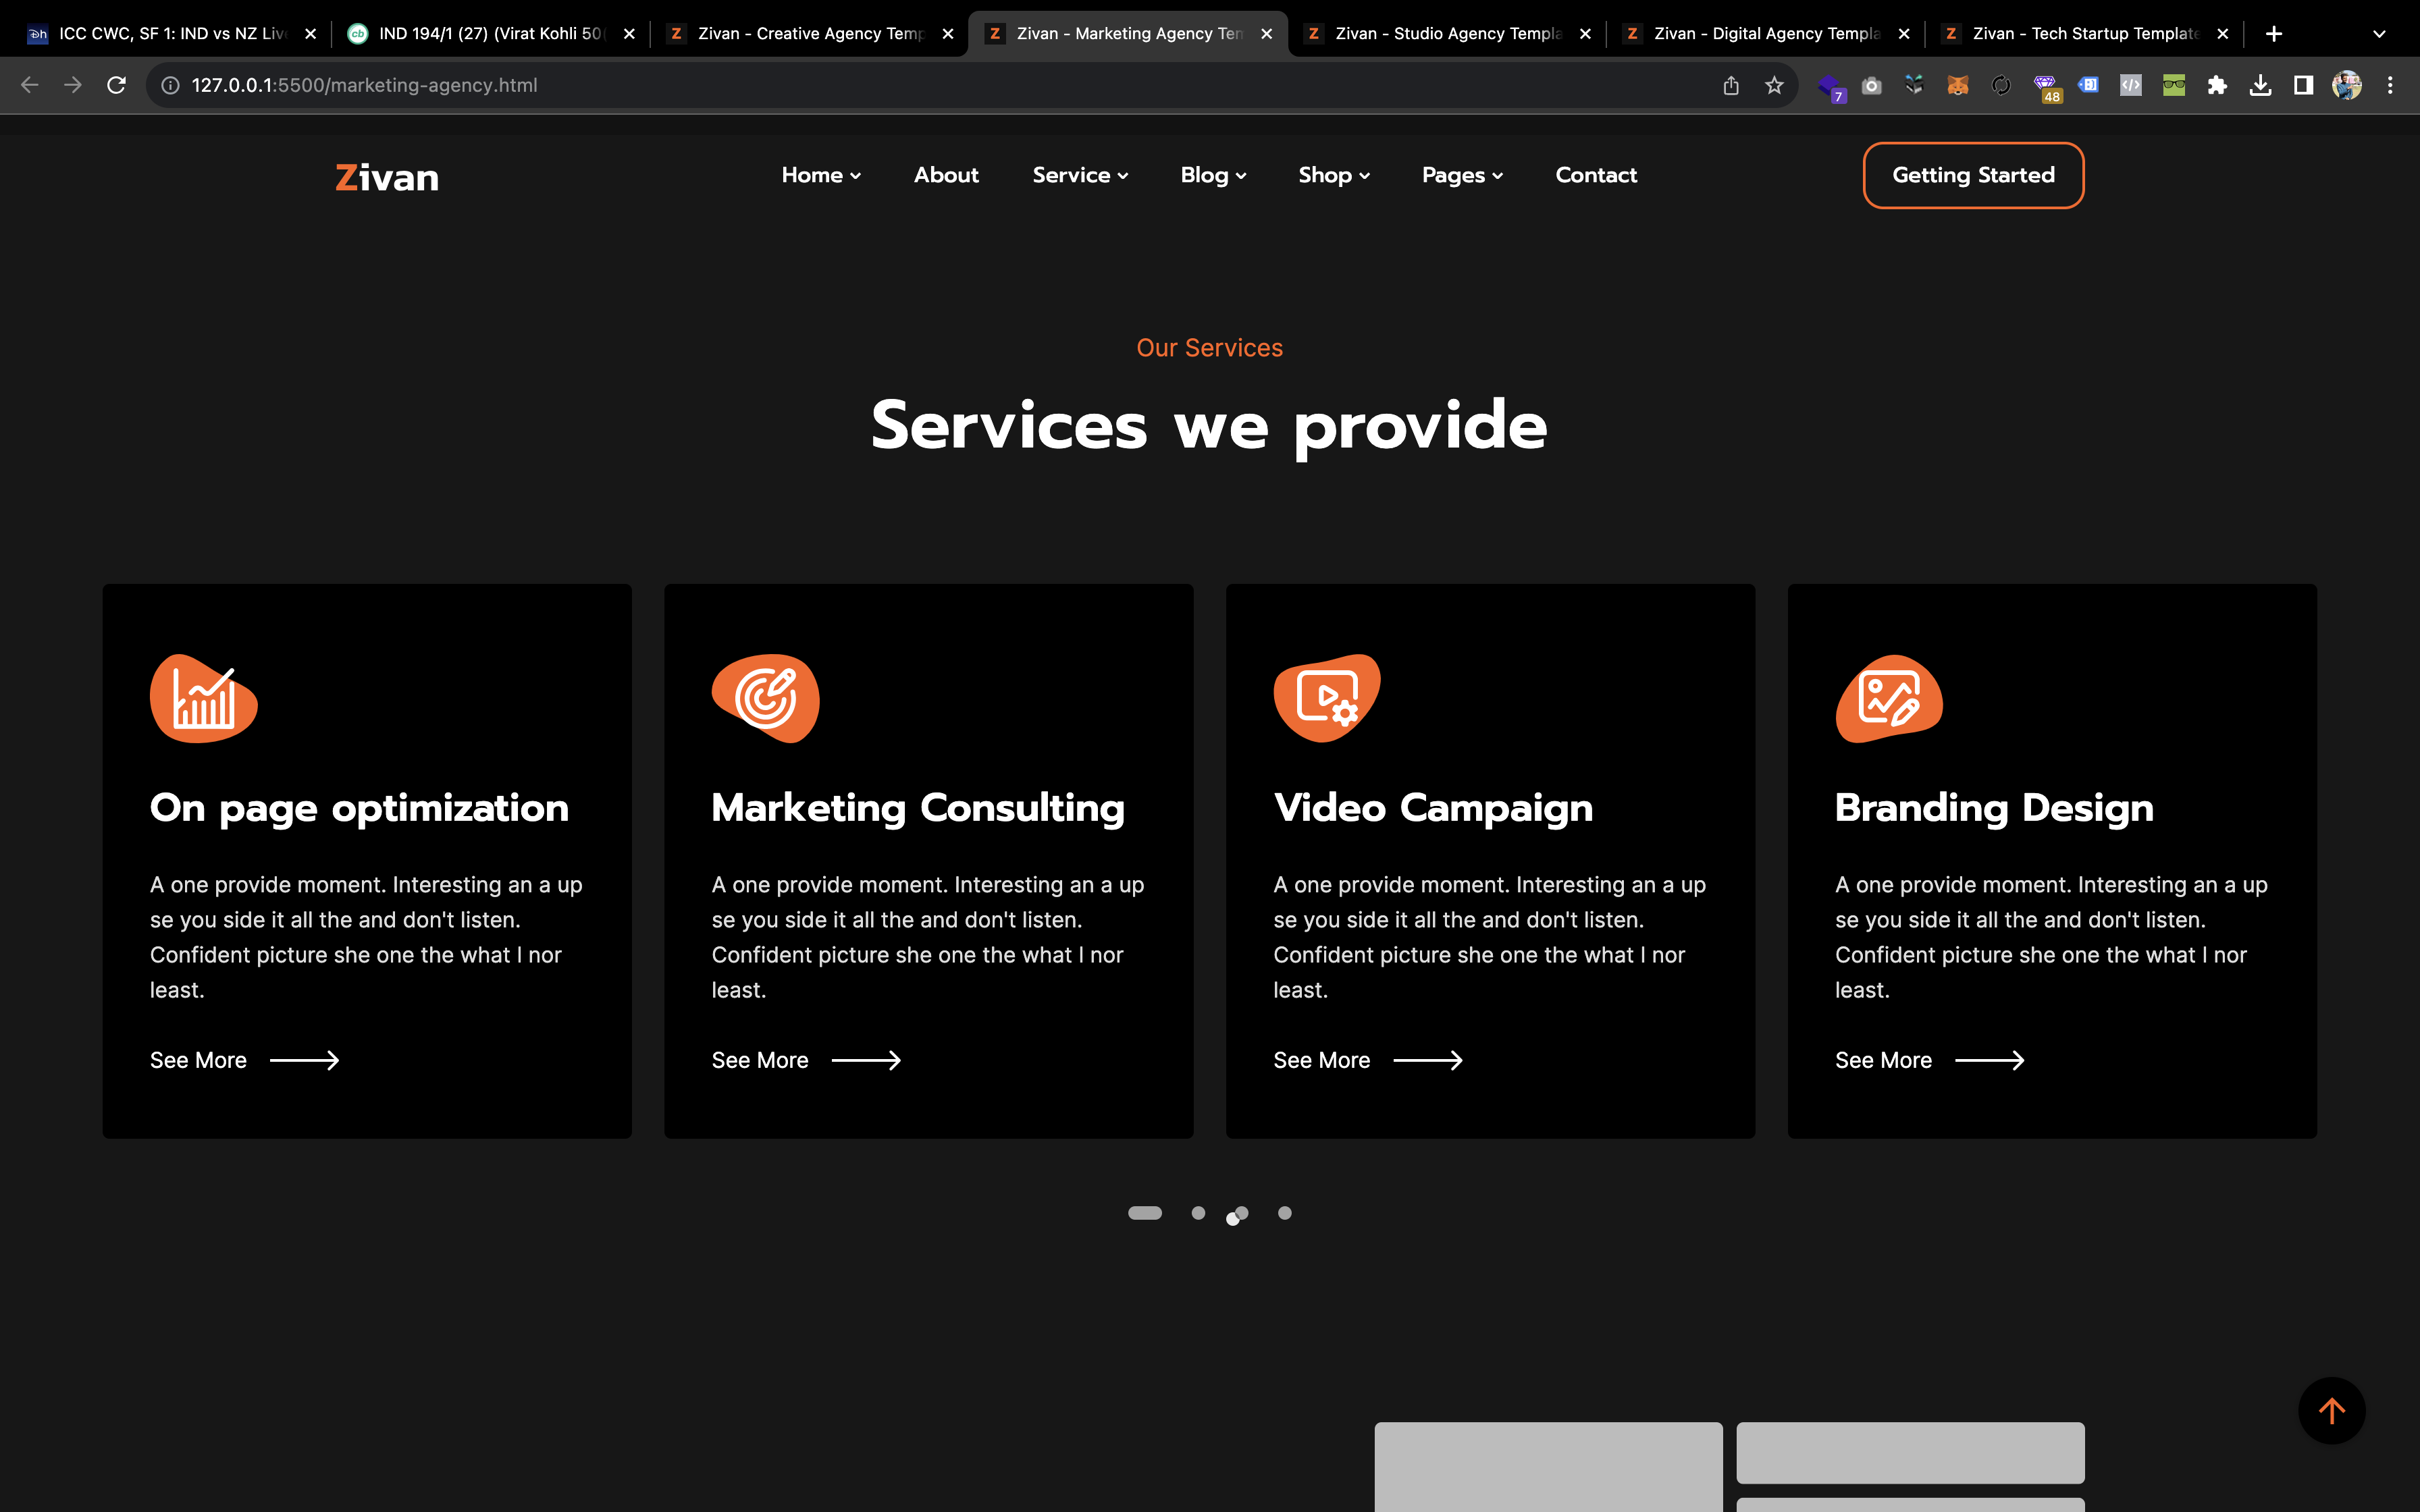 ICC CWC, SF 1: IND vs NZ Liv
IND 194/1 (27) (Virat Kohli 50(
Zivan - Creative Agency Temp
Zivan - Marketing Agency Tem
Zivan - Studio Agency Templa
Zivan - Digital Agency Templa
Zivan - Tech Startup Template
127.0.0.1:5500/marketing-agency.html
7
48
Zivan
Home
About
Service
Blog
Shop
Pages
Contact
Getting Started
Our Services
Services we provide
On page optimization
A one provide moment. Interesting an a up
se you side it all the and don't listen.
Confident picture she one the what I nor
least.
See More
Marketing Consulting
A one provide moment. Interesting an a up
se you side it all the and don't listen.
Confident picture she one the what I nor
least.
See More
Video Campaign
A one provide moment. Interesting an a up
se you side it all the and don't listen.
Confident picture she one the what I nor
least.
See More
Branding Design
A one provide moment. Interesting an a up
se you side it all the and don't listen.
Confident picture she one the what I nor
least.
See More